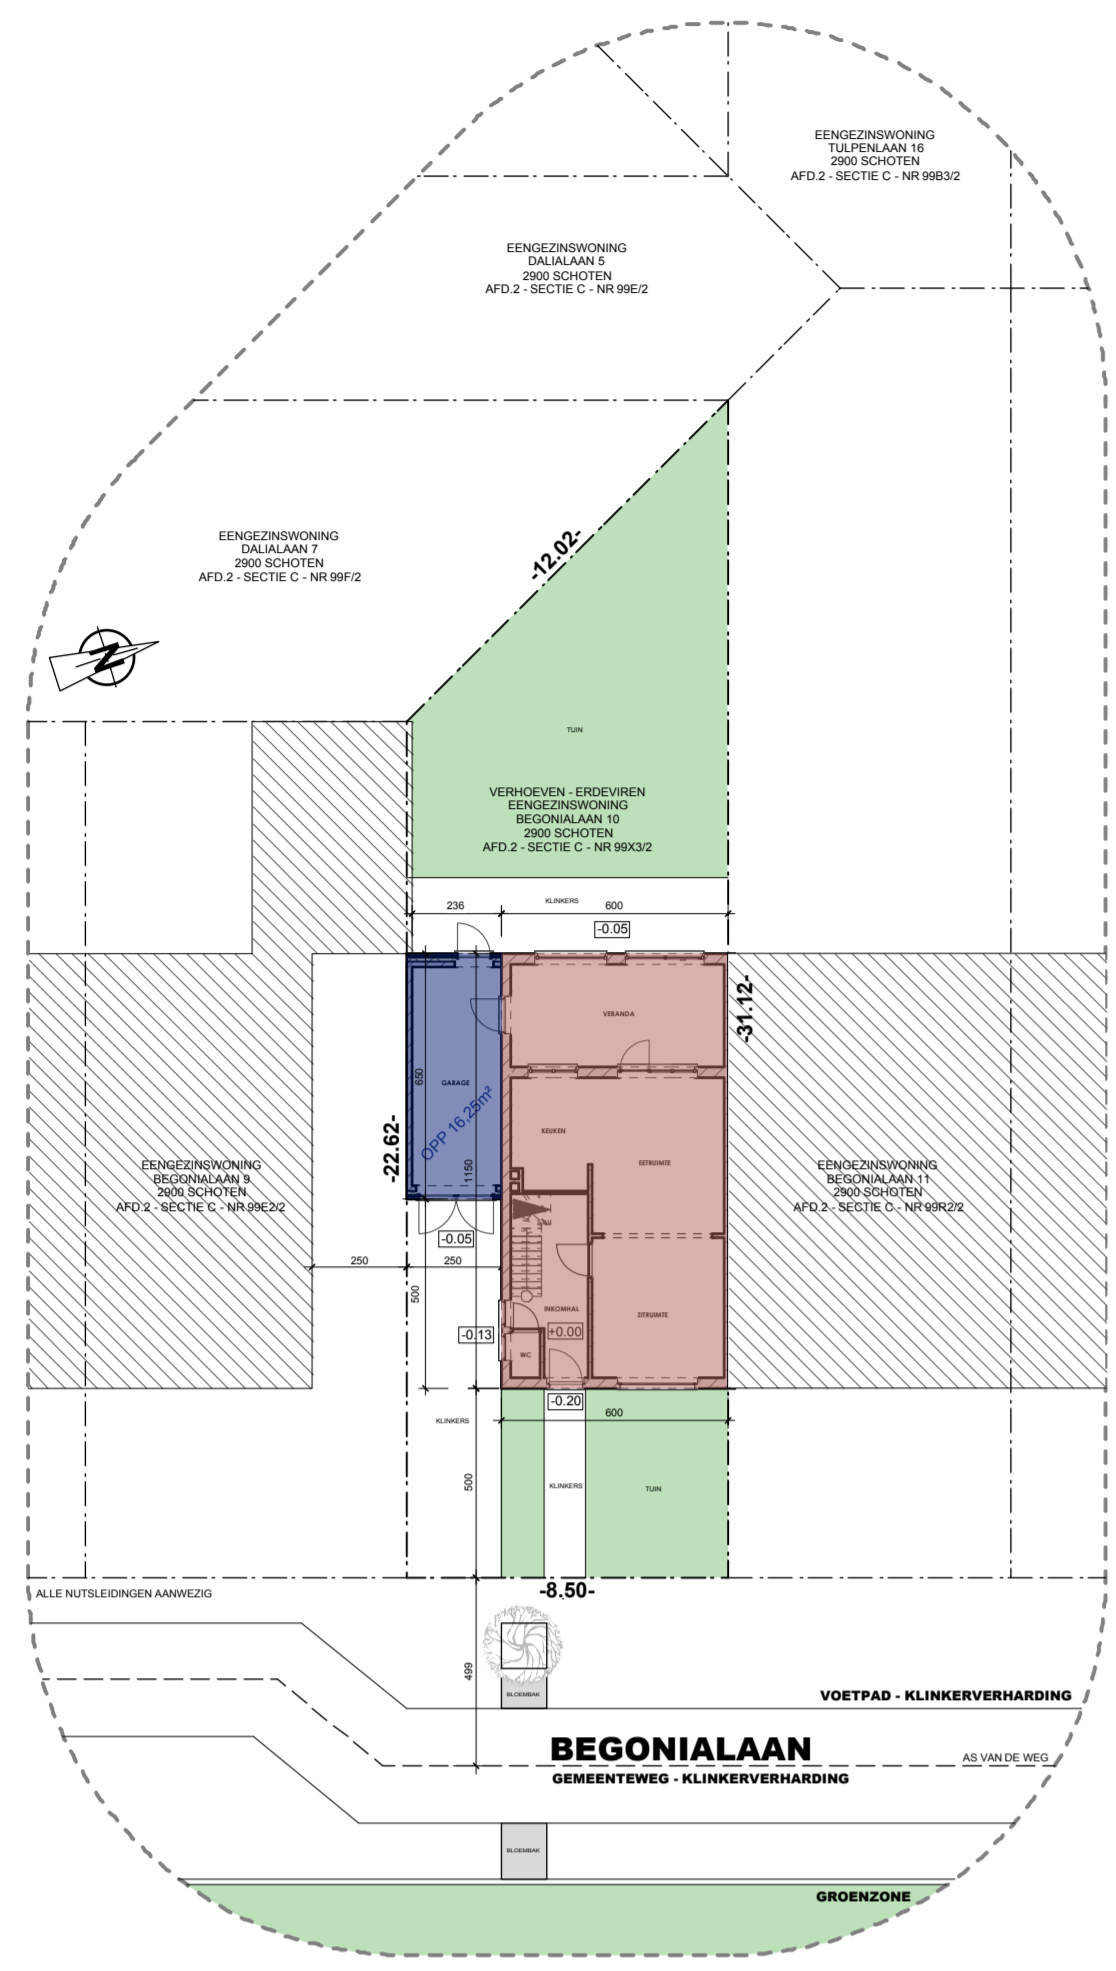 EENGEZINSWONING
TULPENLAAN 16
2900 SCHOTEN
AFD.2 - SECTIE C - NR 99B3/2
EENGEZINSWONING
DALIALAAN 5
2900 SCHOTEN
AFD.2 - SECTIE C - NR 99E/2
-12.02-
EENGEZINSWONING
DALIALAAN 7
2900 SCHOTEN
AFD.2 - SECTIE C - NR 99F/2
N
TUIN
VERHOEVEN - ERDEVIREN
EENGEZINSWONING
BEGONIALAAN 10
2900 SCHOTEN
AFD.2 - SECTIE C - NR 99X3/2
KLINKERS
236
600
-0.05
-31.12-
VERANDA
650
GARAGE
OPP 16,25m²
1150
-22.62-
KEUKEN
EETRUIMTE
EENGEZINSWONING
BEGONIALAAN 9
2900 SCHOTEN
AFD.2 - SECTIE C - NR 99E2/2
EENGEZINSWONING
BEGONIALAAN 11
2900 SCHOTEN
AFD.2 - SECTIE C - NR 99R2/2
-0.05
250
250
500
INKOMHAL
ZITRUIMTE
-0.13
+0.00
WC
-0.20
600
KLINKERS
500
KLINKERS
TUIN
-8.50-
ALLE NUTSLEIDINGEN AANWEZIG
499
BLOEMBAK
VOETPAD - KLINKERVERHARDING
BEGONIALAAN
AS VAN DE WEG
GEMEENTEWEG - KLINKERVERHARDING
BLOEMBAK
GROENZONE